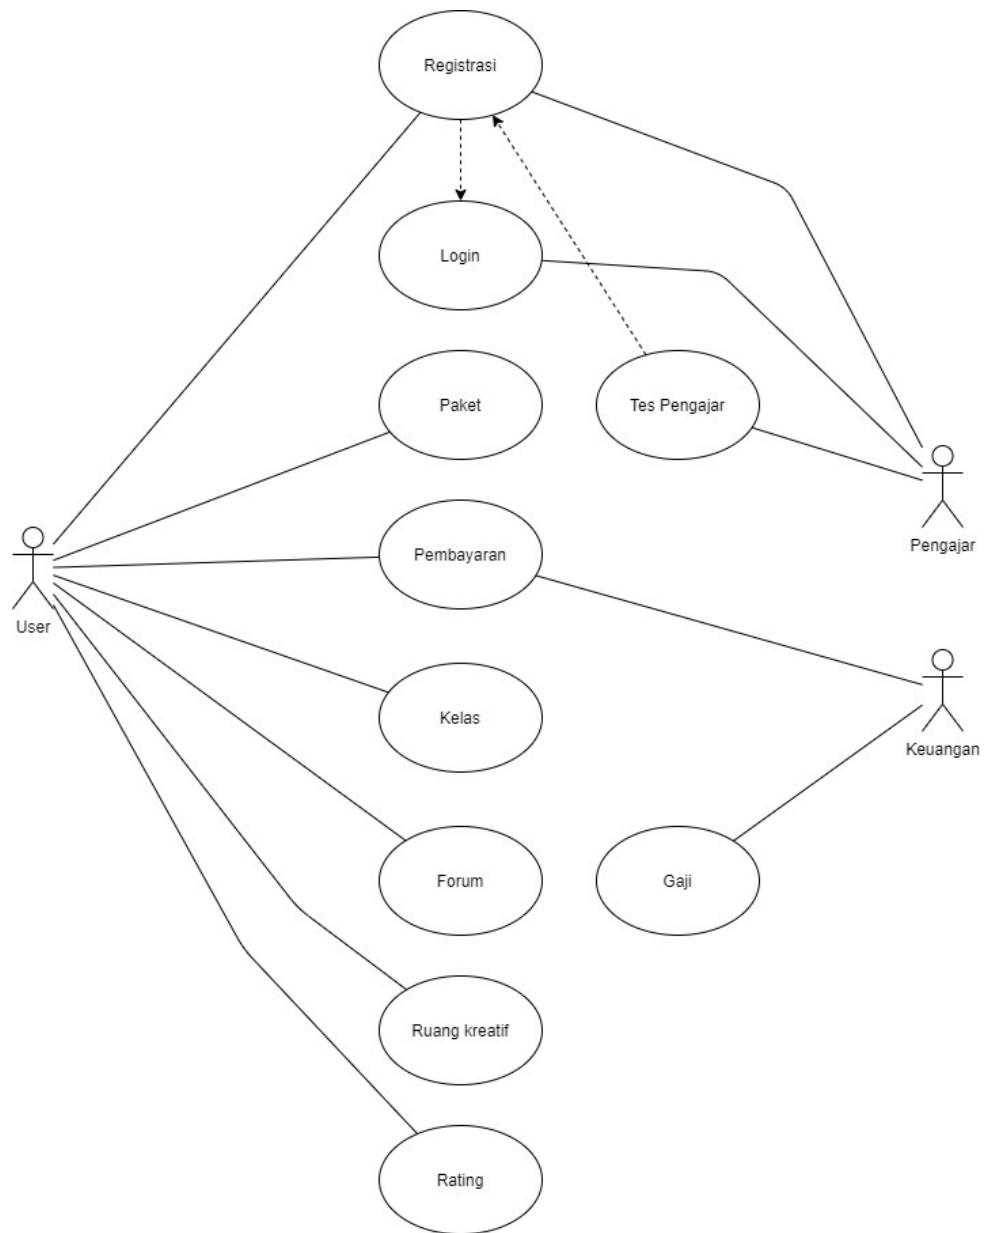 Registrasi
Login
Paket
Tes Pengajar
Pengajar
Pembayaran
User
Kelas
Keuangan
Forum
Gaji
Ruang kreatif
Rating